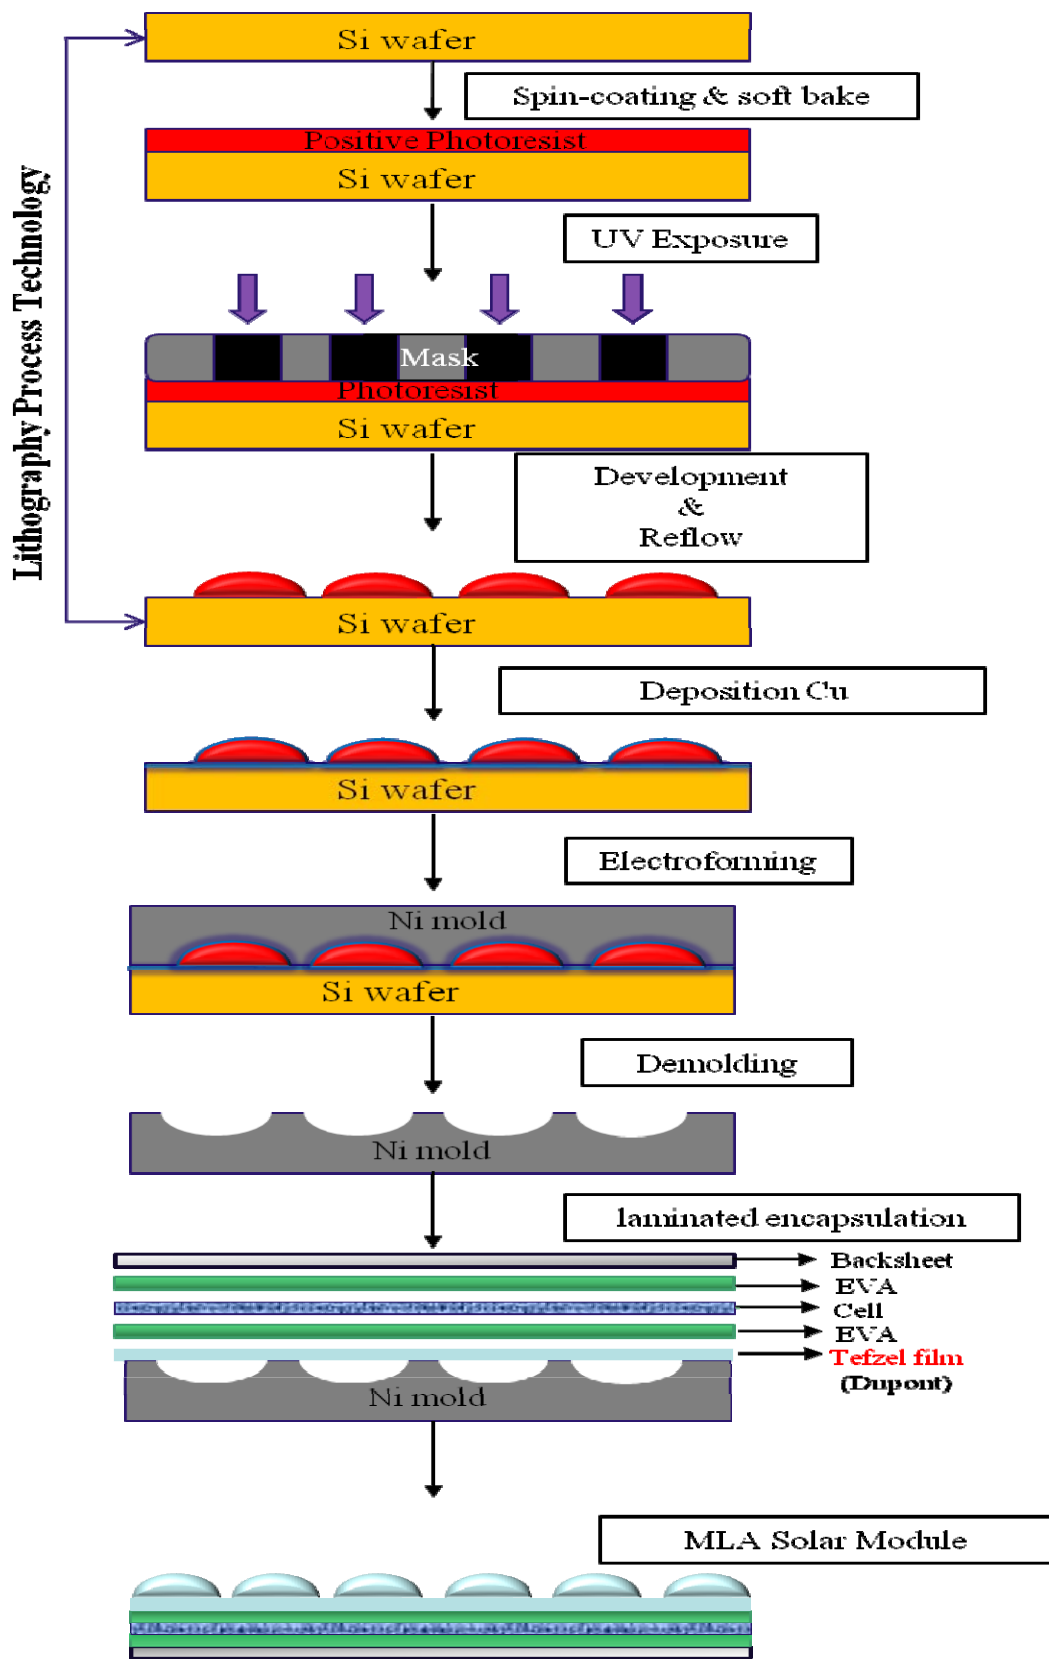 Si wafer
Spin-coating & soft bake
Positive Photoresist
Si wafer
UV Exposure
Lithography Process Technology
Mask
Photoresist
Si wafer
Development
&
Reflow
Si wafer
Deposition Cu
Si wafer
Electroforming
Ni mold
Si wafer
Demolding
Ni mold
laminated encapsulation
Backsheet
EVA
Cell
EVA
Tefzel film
(Dupont)
Ni mold
MLA Solar Module